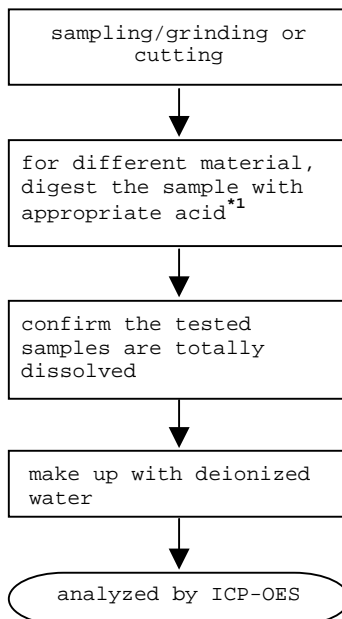 sampling/grinding or
cutting
for different material,
digest the sample with
appropriate acid*1
confirm the tested
samples are totally
dissolved
make up with deionized
water
analyzed by ICP-OES